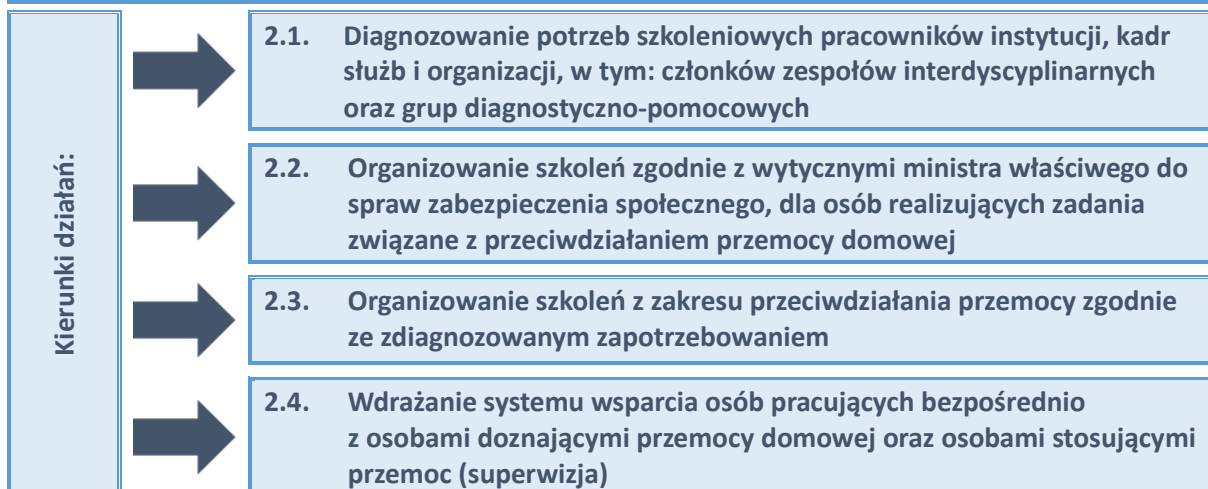 Kierunki działań:
2.1. Diagnozowanie potrzeb szkoleniowych pracowników instytucji, kadr
służb i organizacji, w tym: członków zespołów interdyscyplinarnych
oraz grup diagnostyczno-pomocowych
2.2. Organizowanie szkoleń zgodnie z wytycznymi ministra właściwego do
spraw zabezpieczenia społecznego, dla osób realizujących zadania
związane z przeciwdziałaniem przemocy domowej
2.3. Organizowanie szkoleń z zakresu przeciwdziałania przemocy zgodnie
ze zdiagnozowanym zapotrzebowaniem
2.4. Wdrażanie systemu wsparcia osób pracujących bezpośrednio
z osobami doznającymi przemocy domowej oraz osobami stosującymi
przemoc (superwizja)